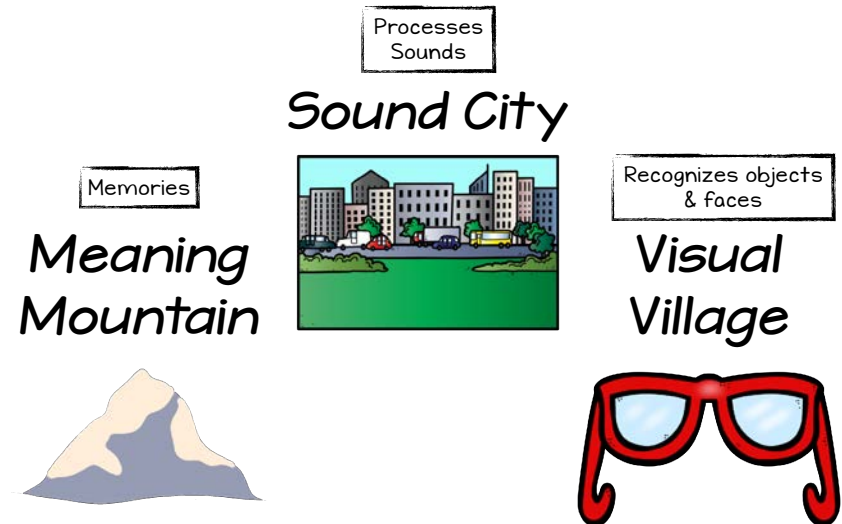 Processes
Sounds
Sound City
Memories
Meaning
Mountain
Recognizes objects
& faces
Visual
Village